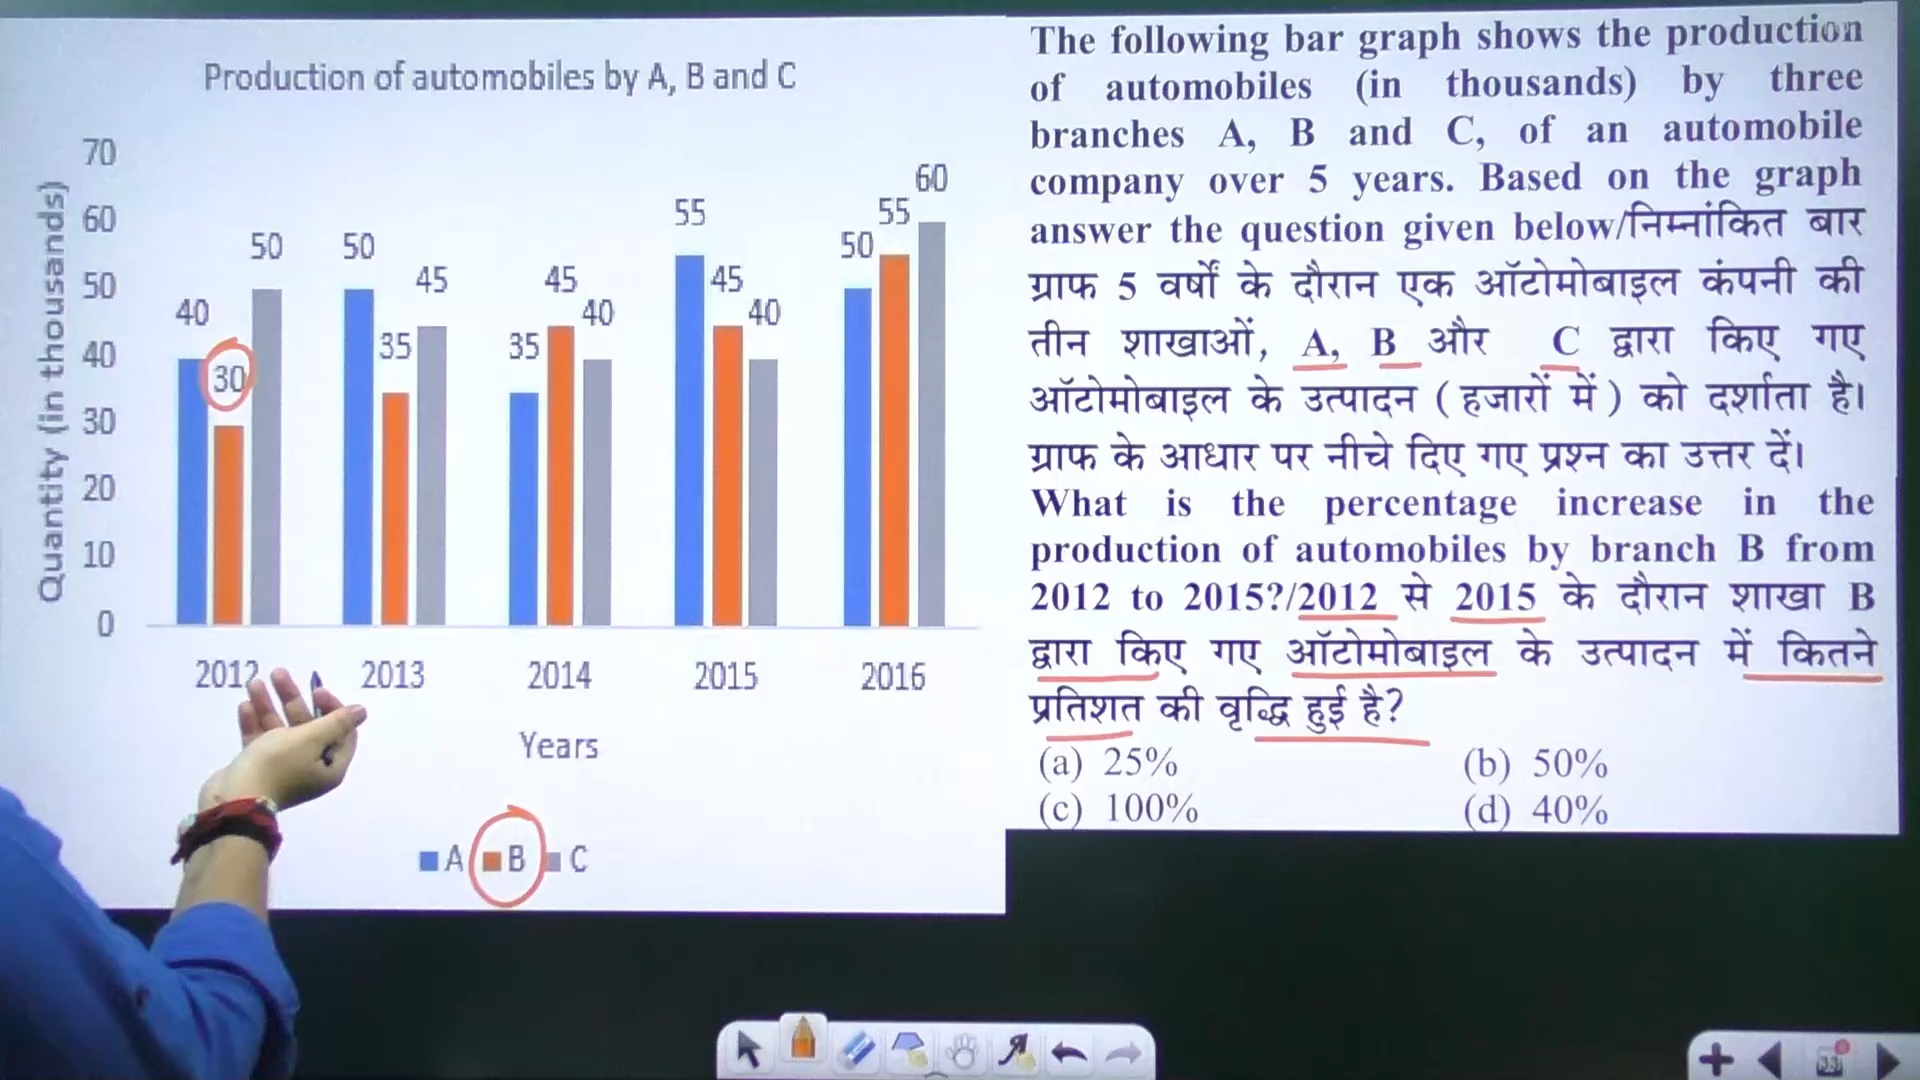 Production of automobiles by A, B and C
Quantity (in thousands)
70
60
50
40
30
20
10
0
40
30
50
50
35
45
35
45
40
55
45
40
50
55
60
2012
2013
2014
2015
2016
Years
A B C
The following bar graph shows the production
of automobiles (in thousands) by three
branches A, B and C, of an automobile
company over 5 years. Based on the graph
answer the question given below/निम्नांकित बार
ग्राफ 5 वर्षों के दौरान एक ऑटोमोबाइल कंपनी की
तीन शाखाओं, A, B और C द्वारा किए गए
ऑटोमोबाइल के उत्पादन ( हजारों में ) को दर्शाता है।
ग्राफ के आधार पर नीचे दिए गए प्रश्न का उत्तर दें।
What is the percentage increase in the
production of automobiles by branch B from
2012 to 2015?/2012 से 2015 के दौरान शाखा B
द्वारा किए गए ऑटोमोबाइल के उत्पादन में कितने
प्रतिशत की वृद्धि हुई है?
(a) 25% (b) 50%
(c) 100% (d) 40%